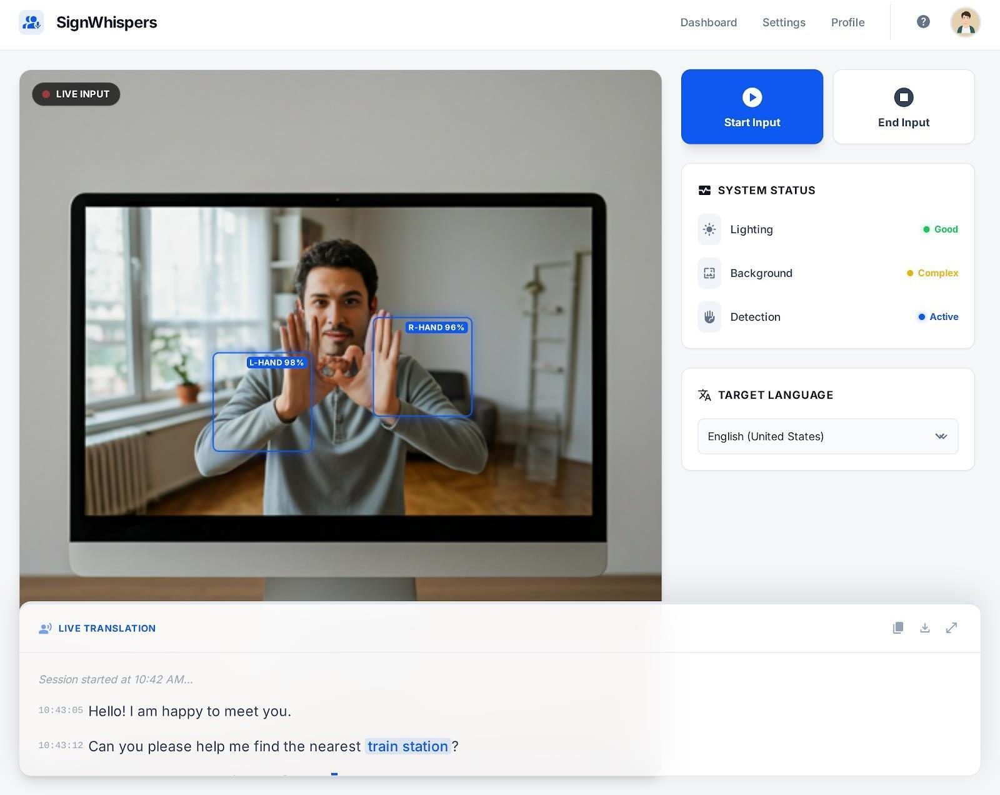 SignWhispers
Dashboard
Settings
Profile
?
LIVE INPUT
Start Input
End Input
SYSTEM STATUS
Lighting
Good
Background
Complex
Detection
Active
R-HAND 96%
L-HAND 98%
TARGET LANGUAGE
English (United States)
LIVE TRANSLATION
Session started at 10:42 AM...
10:43:05 Hello! I am happy to meet you.
10:43:12 Can you please help me find the nearest train station?